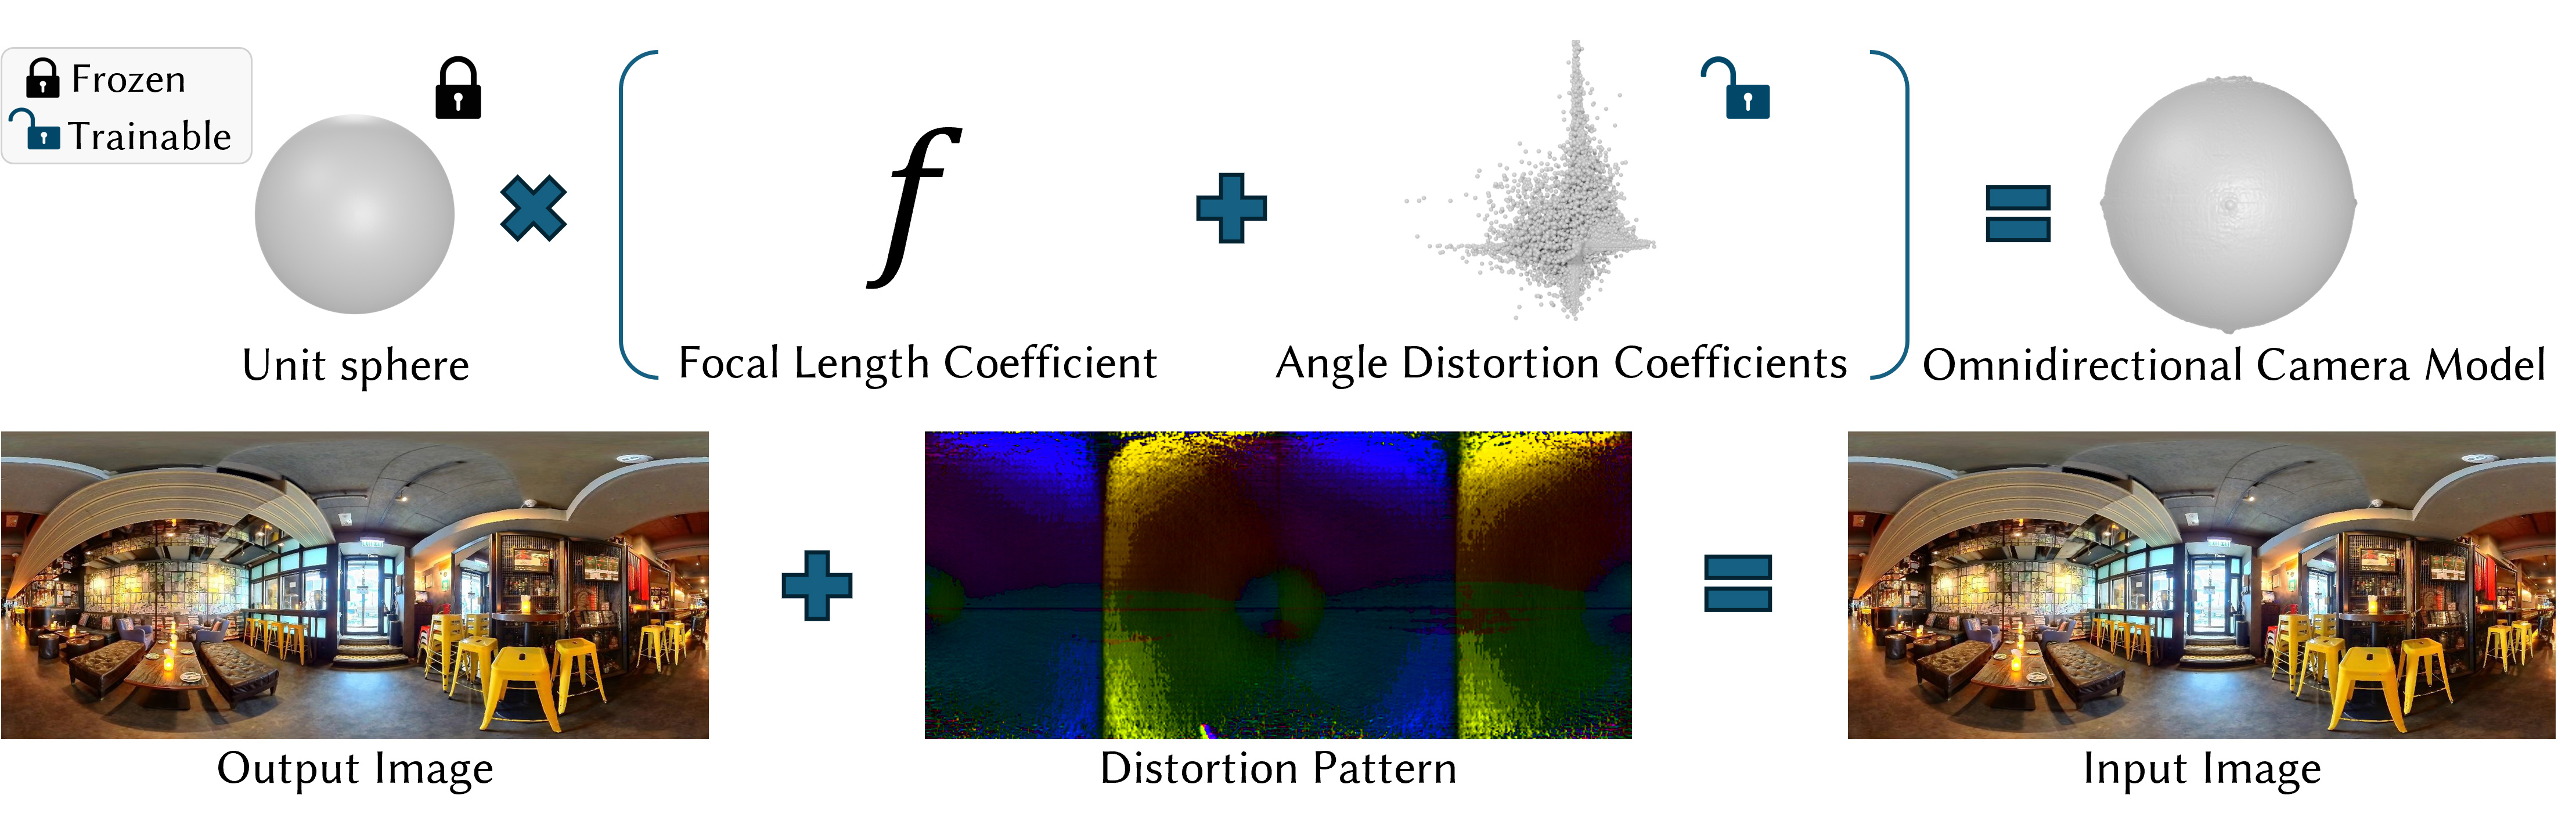 Frozen
Trainable
f
Unit sphere
Focal Length Coefficient
Angle Distortion Coefficients
Omnidirectional Camera Model
Output Image
Distortion Pattern
Input Image